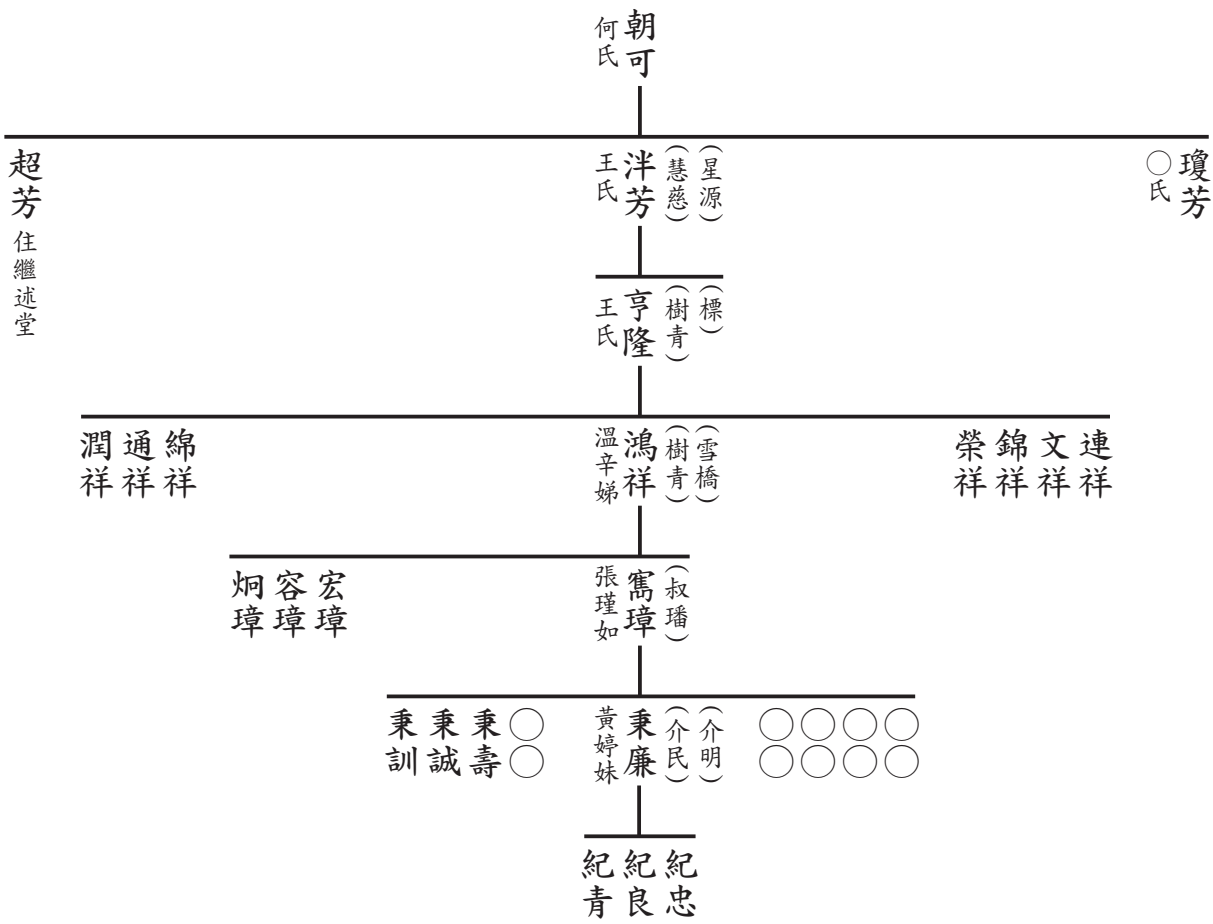 朝可
何氏
瓊芳
○氏
(星源)
(慧慈)
泮芳
王氏
超芳 住繼述堂
(標)
(樹青)
亨隆
王氏
連祥
文祥
錦祥
榮祥
(雪橋)
(樹青)
鴻祥
溫辛娣
綿祥
通祥
潤祥
(叔璠)
寯璋
張瑾如
宏璋
容璋
炯璋
○○
○○
○○
○○
(介明)
(介民)
秉廉
黃婷妹
○○
秉壽
秉誠
秉訓
紀忠
紀良
紀青